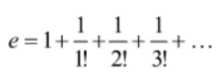 e = 1 + 1/1! + 1/2! + 1/3! + ...